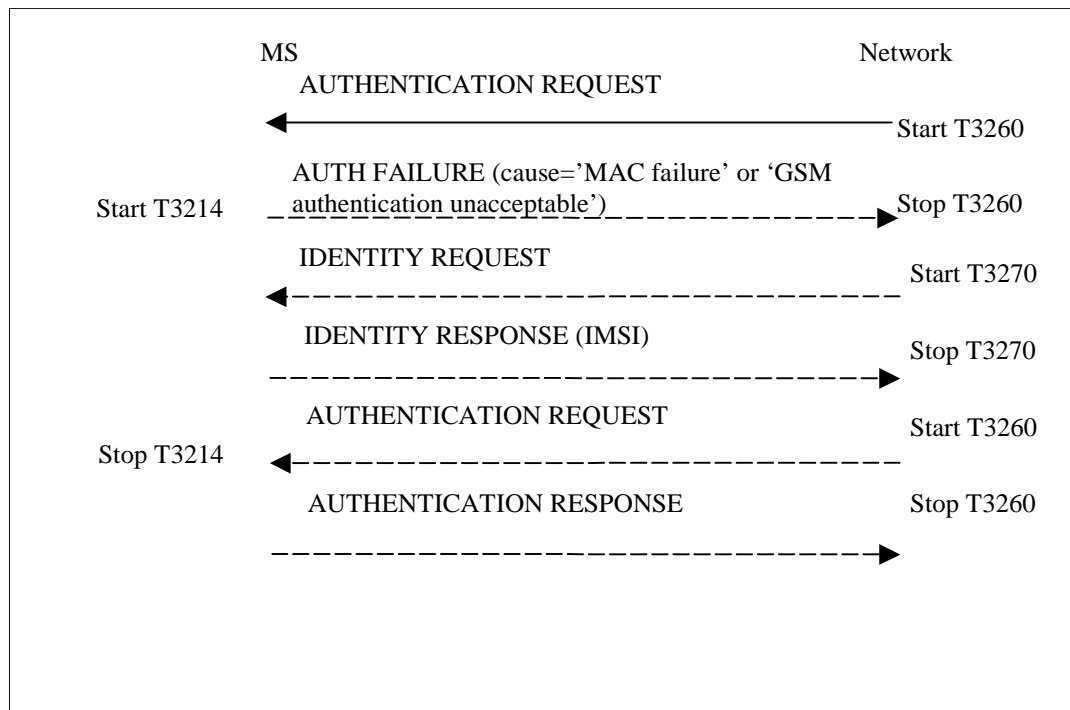 MS Network
AUTHENTICATION REQUEST
Start T3260
AUTH FAILURE (cause=’MAC failure’ or ‘GSM
authentication unacceptable’)
Start T3214
Stop T3260
IDENTITY REQUEST
Start T3270
IDENTITY RESPONSE (IMSI)
Stop T3270
AUTHENTICATION REQUEST
Start T3260
Stop T3214
AUTHENTICATION RESPONSE
Stop T3260